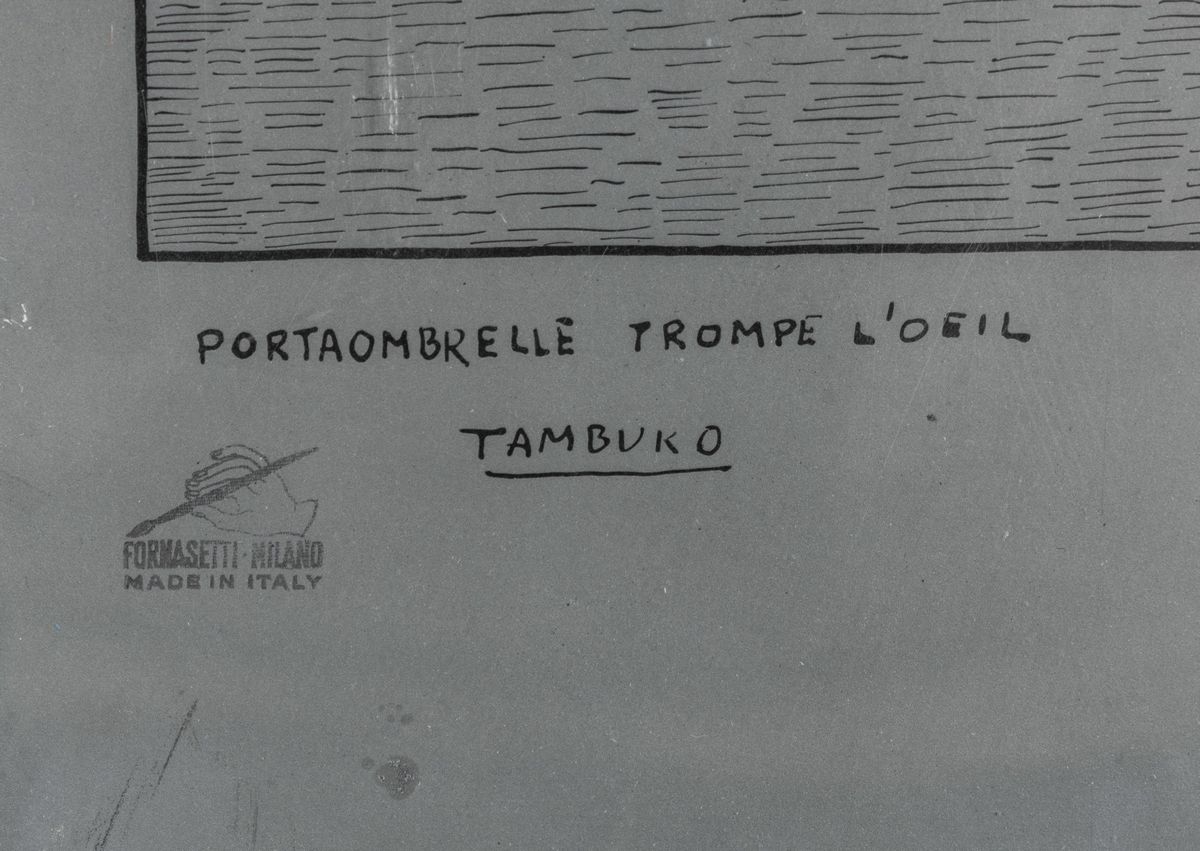 PORTAOMBRELLE TROMPE L'OEIL
TAMBUKO
FORNASETTI · MILANO
MADE IN ITALY